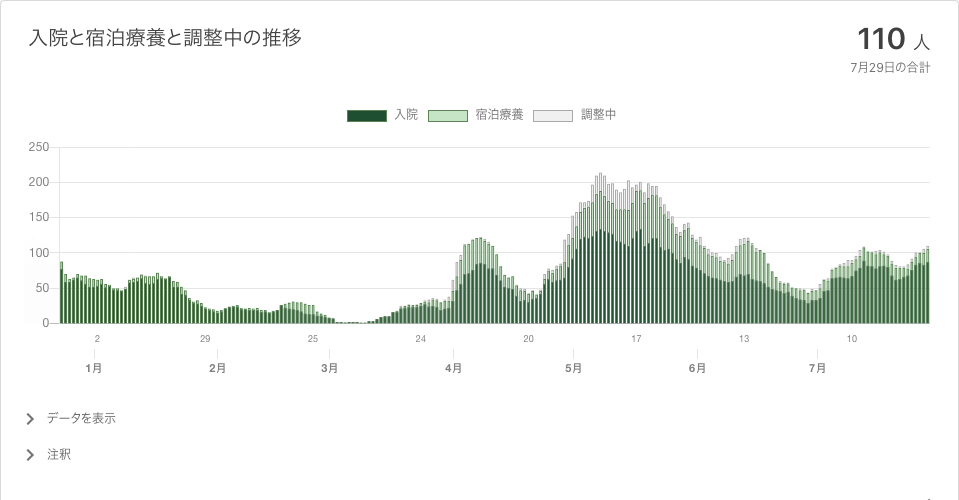 入院と宿泊療養と調整中の推移
110 人
7月29日の合計
入院 宿泊療養 調整中
250
200
150
100
50
0
2 29 25 24 20 17 13 10
1月 2月 3月 4月 5月 6月 7月
データを表示
注釈